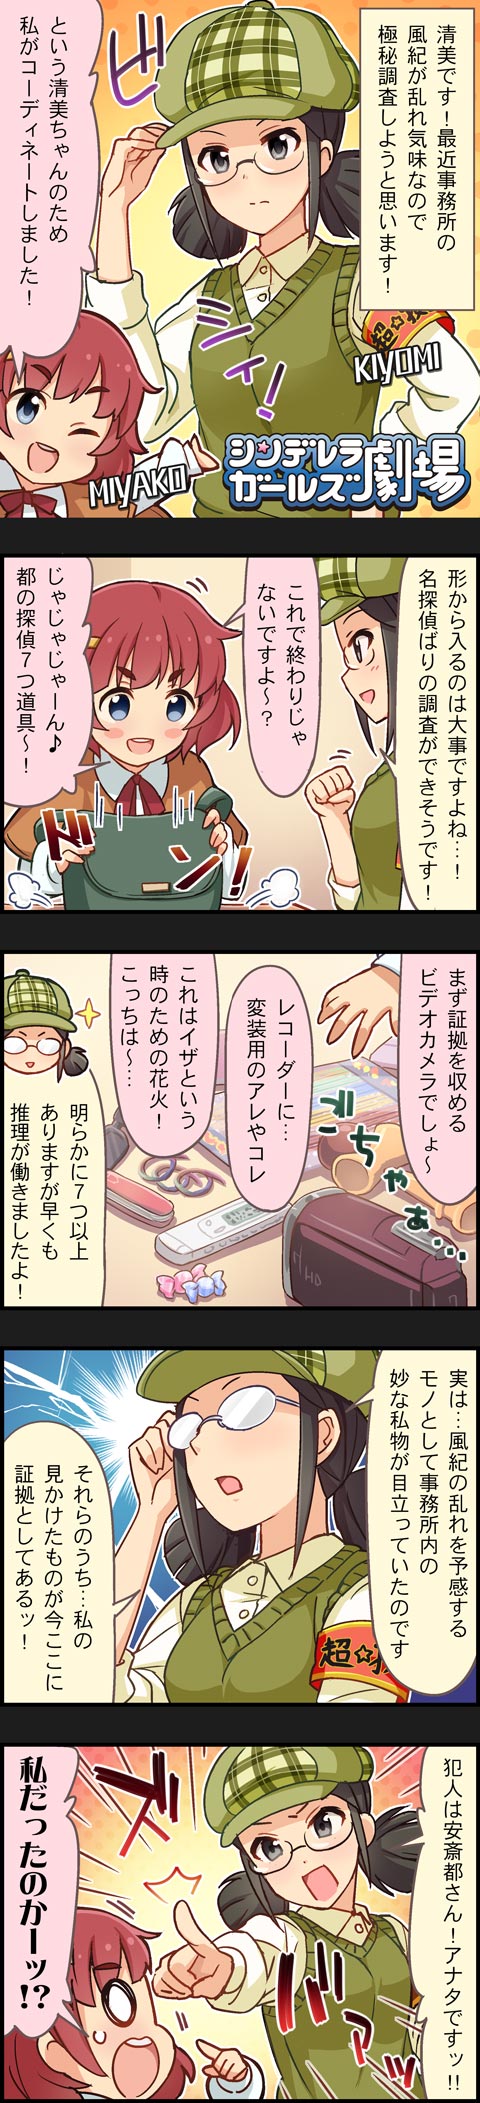 清美です！最近事務所の
風紀が乱れ気味なので
極秘調査しようと思います！
ビシィ！
という清美ちゃんのため
私がコーディネートしました！
超☆
KIYOMI
MIYAKO
シンデレラ
ガールズ劇場
形から入るのは大事ですよね…！
名探偵ばりの調査ができそうです！
これで終わりじゃ
ないですよ～？
じゃじゃじゃーん♪
都の探偵７つ道具～！
ドン！
まず証拠を収める
ビデオカメラでしょ～
ごちゃぁ…
レコーダーに…
変装用のアレやコレ
これはイザという
時のための花火！
こっちは～…
HD
明らかに７つ以上
ありますが早くも
推理が働きましたよ！
実は…風紀の乱れを予感する
モノとして事務所内の
妙な私物が目立っていたのです
それらのうち…私の
見かけたものが今ここに
証拠としてあるッ！
超☆
犯人は安斎都さん！アナタですッ!!
私だったのかーッ!?